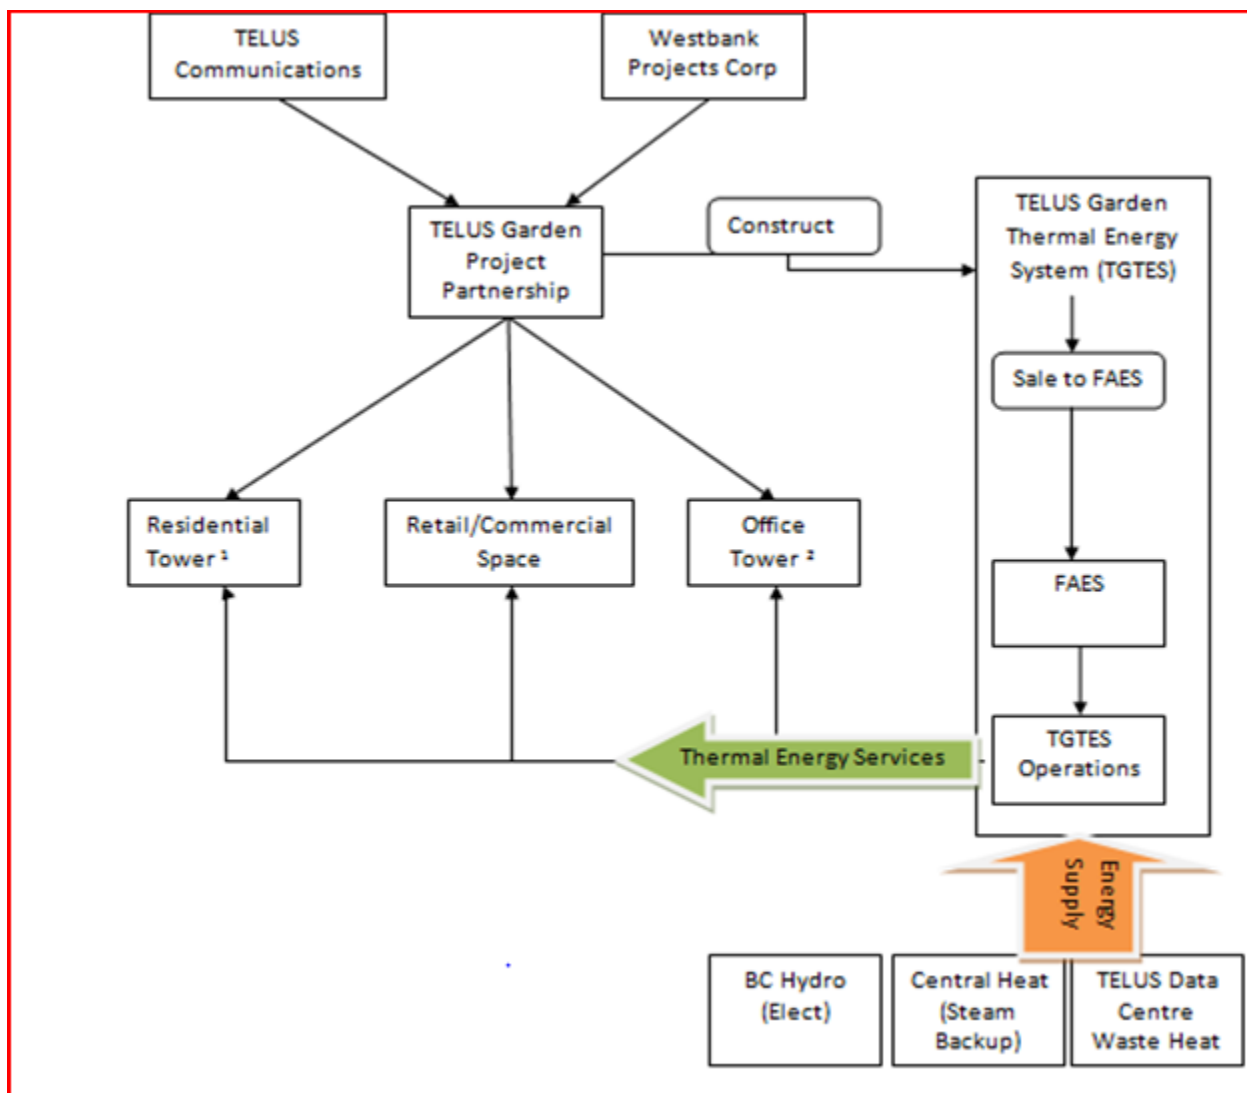 TELUS
Communications
Westbank
Projects Corp
TELUS Garden
Project
Partnership
Construct
TELUS Garden
Thermal Energy
System (TGTES)
Sale to FAES
Residential
Tower ¹
Retail/Commercial
Space
Office
Tower ²
FAES
Thermal Energy Services
TGTES
Operations
Energy
Supply
BC Hydro
(Elect)
Central Heat
(Steam
Backup)
TELUS Data
Centre
Waste Heat